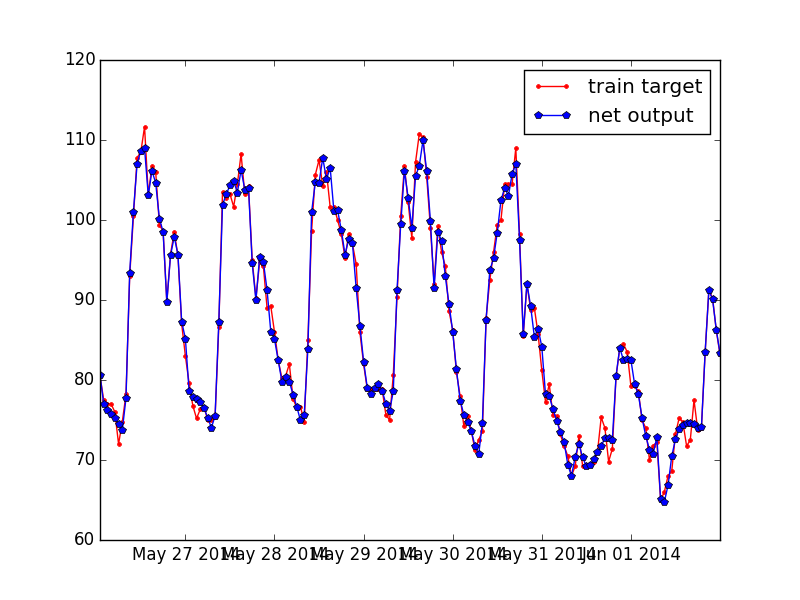 120
110
100
90
80
70
60
train target
net output
May 27 2014
May 28 2014
May 29 2014
May 30 2014
May 31 2014
Jun 01 2014